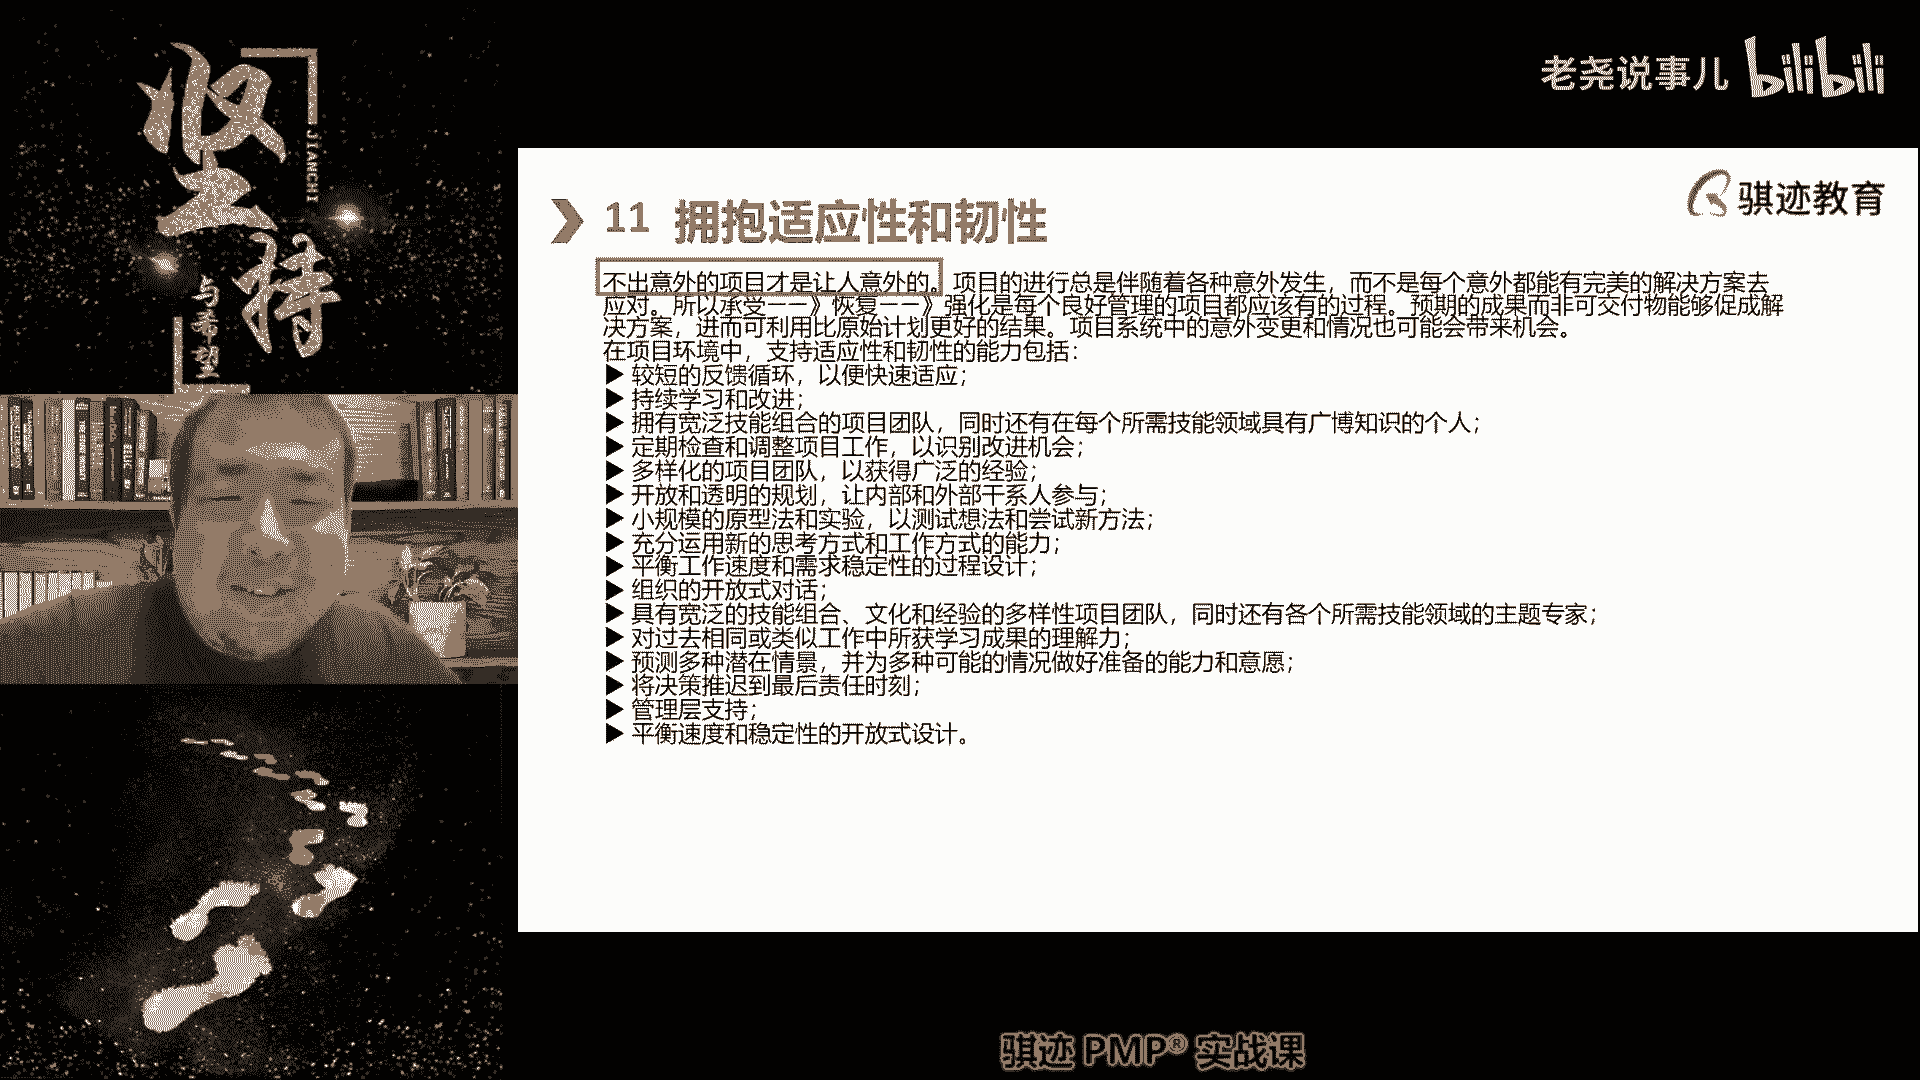 坚持
JIANCHI
与希望
老尧说事儿 bilibili
骐迹教育
11 拥抱适应性和韧性
不出意外的项目才是让人意外的。项目的进行总是伴随着各种意外发生，而不是每个意外都能有完美的解决方案去
应对。所以承受——》恢复——》强化是每个良好管理的项目都应该有的过程。预期的成果而非可交付物能够促成解
决方案，进而可利用比原始计划更好的结果。项目系统中的意外变更和情况也可能会带来机会。
在项目环境中，支持适应性和韧性的能力包括：
▶ 较短的反馈循环，以便快速适应；
▶ 持续学习和改进；
▶ 拥有宽泛技能组合的项目团队，同时还有在每个所需技能领域具有广博知识的个人；
▶ 定期检查和调整项目工作，以识别改进机会；
▶ 多样化的项目团队，以获得广泛的经验；
▶ 开放和透明的规划，让内部和外部干系人参与；
▶ 小规模的原型法和实验，以测试想法和尝试新方法；
▶ 充分运用新的思考方式和工作方式的能力；
▶ 平衡工作速度和需求稳定性的过程设计；
▶ 组织的开放式对话；
▶ 具有宽泛的技能组合、文化和经验的多样性项目团队，同时还有各个所需技能领域的主题专家；
▶ 对过去相同或类似工作中所获学习成果的理解力；
▶ 预测多种潜在情景，并为多种可能的情况做好准备的能力和意愿；
▶ 将决策推迟到最后责任时刻；
▶ 管理层支持；
▶ 平衡速度和稳定性的开放式设计。
骐迹 PMP® 实战课